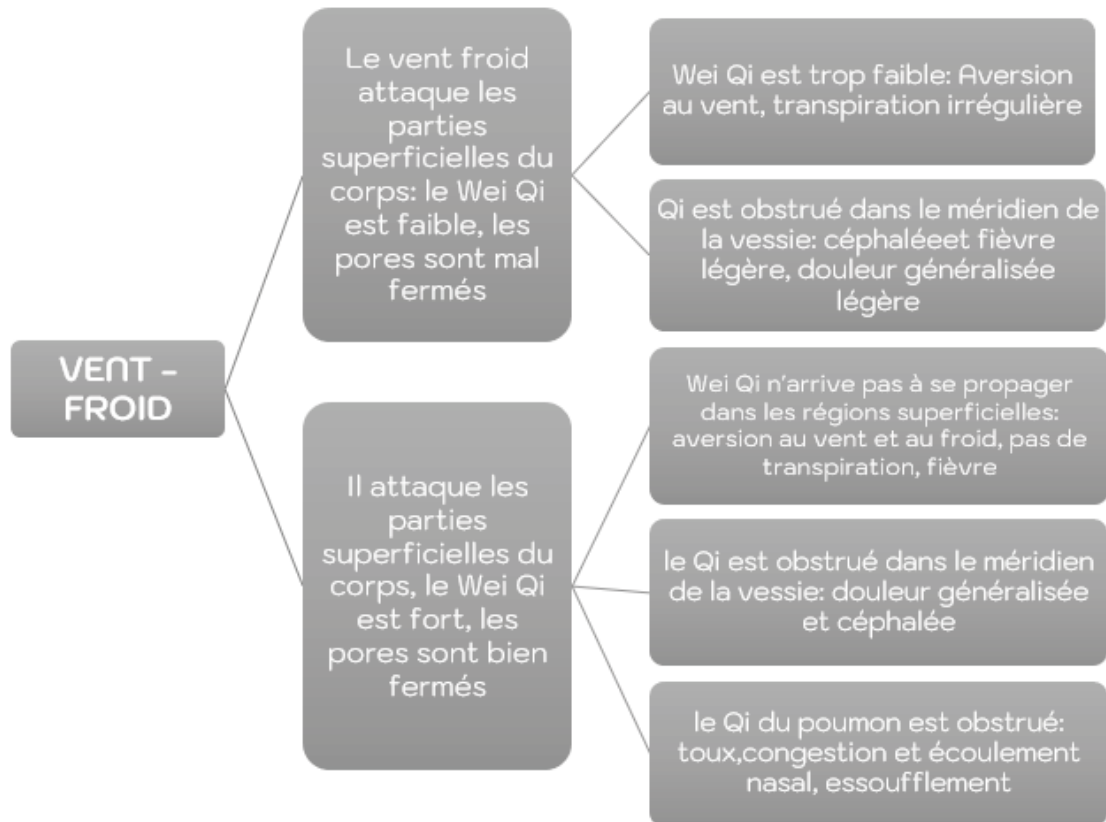 VENT –
FROID
Le vent froid
attaque les
parties
superficielles du
corps: le Wei Qi
est faible, les
pores sont mal
fermés
Wei Qi est trop faible: Aversion
au vent, transpiration irrégulière
Qi est obstrué dans le méridien de
la vessie: céphaléeet fièvre
légère, douleur généralisée
légère
Il attaque les
parties
superficielles du
corps, le Wei Qi
est fort, les
pores sont bien
fermés
Wei Qi n'arrive pas à se propager
dans les régions superficielles:
aversion au vent et au froid, pas de
transpiration, fièvre
le Qi est obstrué dans le méridien
de la vessie: douleur généralisée
et céphalée
le Qi du poumon est obstrué:
toux,congestion et écoulement
nasal, essoufflement